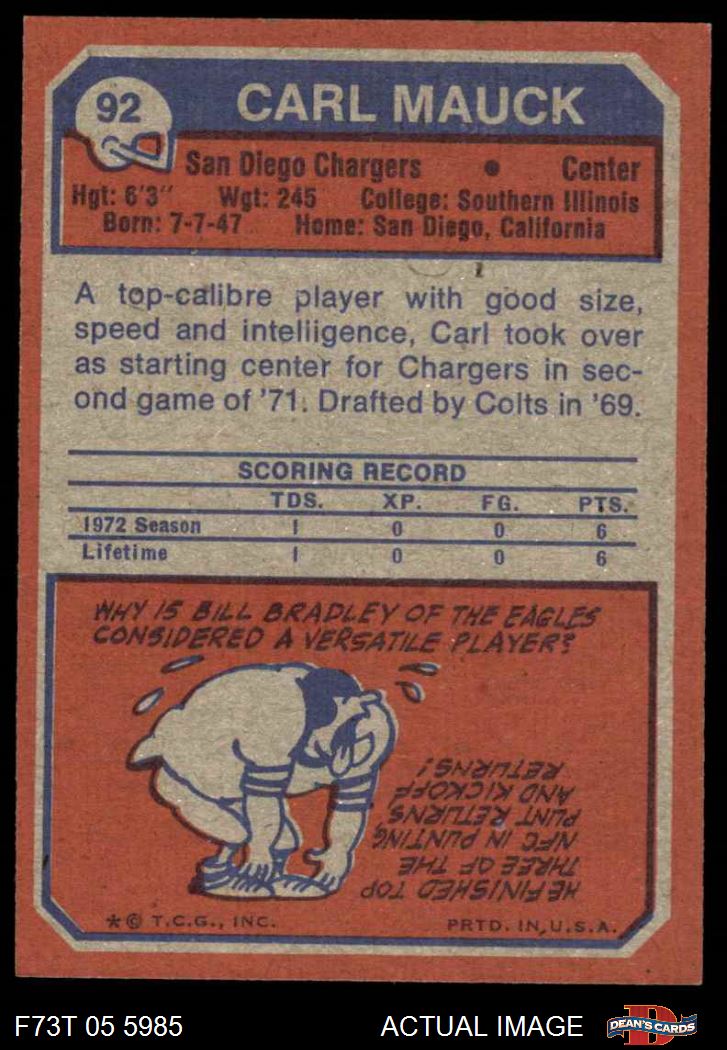 92
CARL MAUCK
San Diego Chargers • Center
Hgt: 6'3" Wgt: 245 College: Southern Illinois
Born: 7-7-47 Home: San Diego, California
A top-calibre player with good size,
speed and intelligence, Carl took over
as starting center for Chargers in sec-
ond game of '71. Drafted by Colts in '69.
SCORING RECORD
TDS. XP. FG. PTS.
1972 Season 1 0 0 6
Lifetime 1 0 0 6
WHY IS BILL BRADLEY OF THE EAGLES
CONSIDERED A VERSATILE PLAYER?
HE FINISHED TOP
THREE OF THE
NFC IN PUNTING
PUNT RETURNS
AND KICKOFF
RETURNS!
* © T.C.G., INC. PRTD. IN U.S.A.
F73T 05 5985 ACTUAL IMAGE
D
DEAN'S CARDS